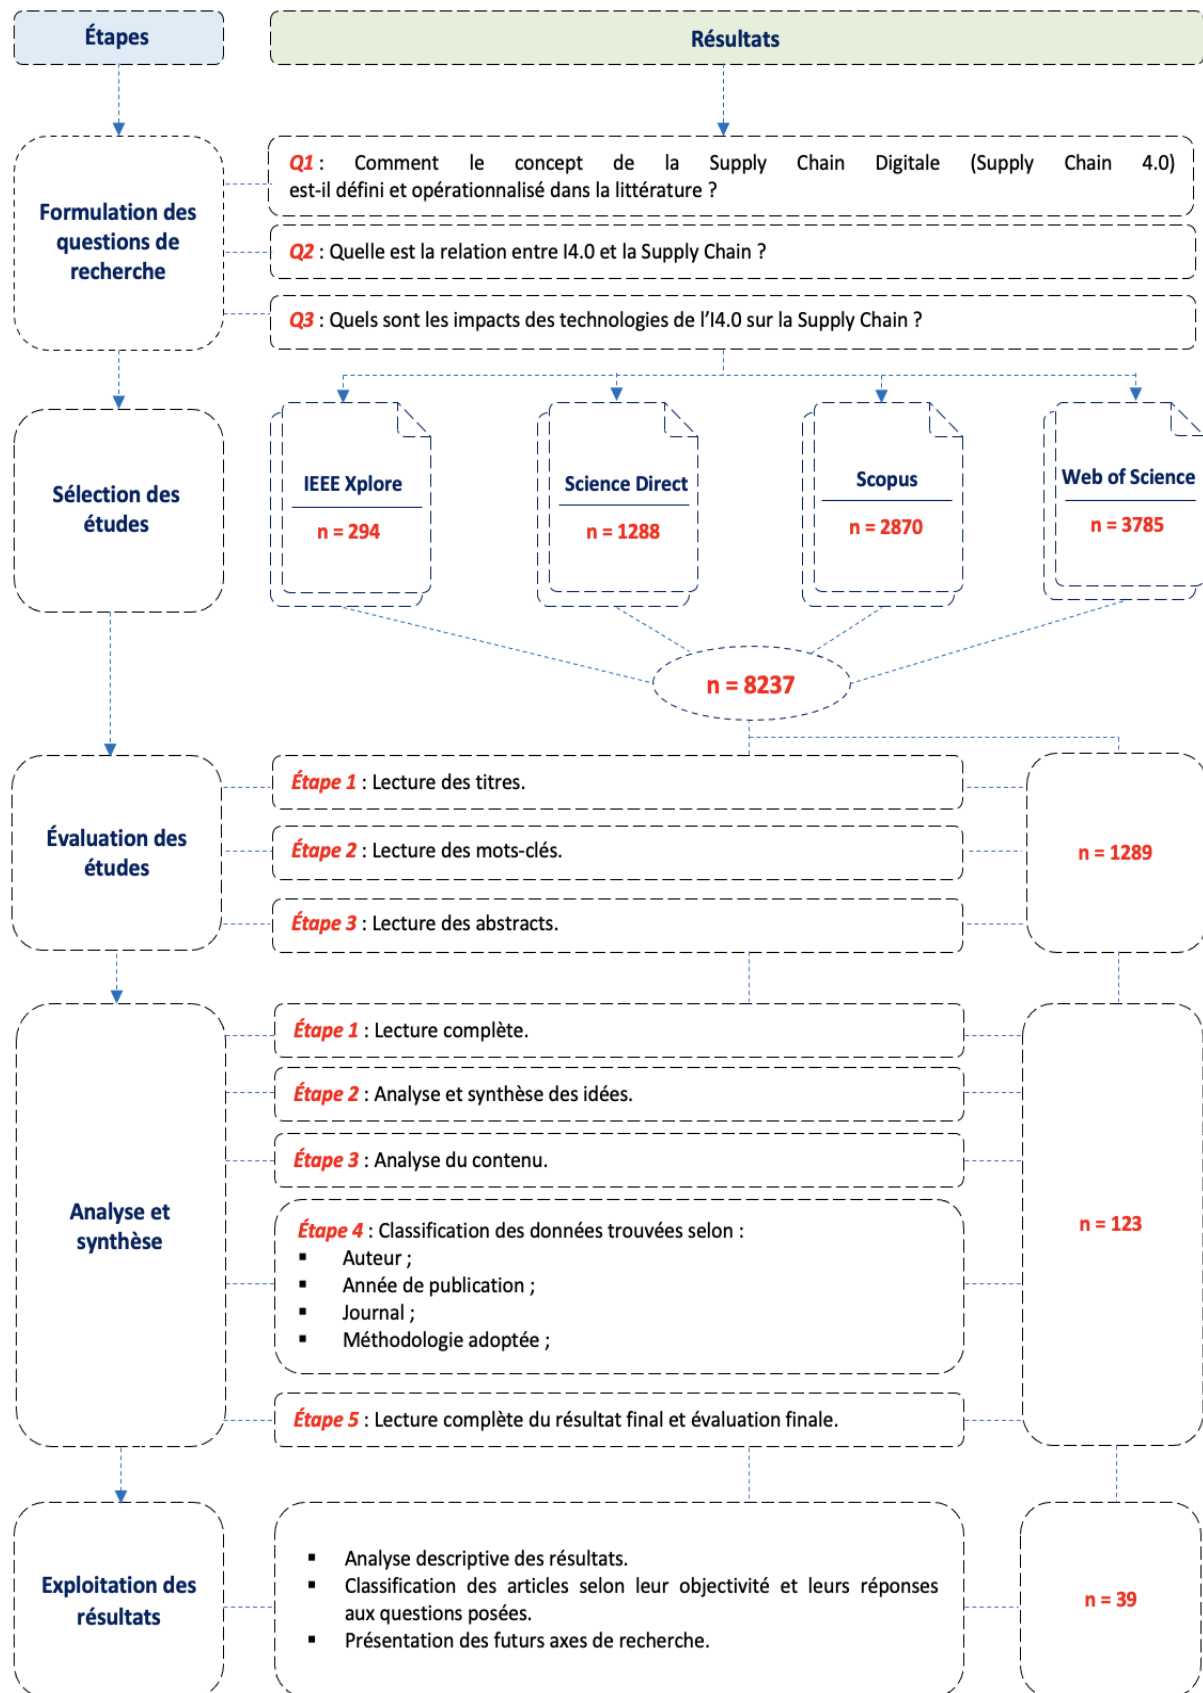 Étapes
Résultats
Formulation des
questions de
recherche
Q1 : Comment le concept de la Supply Chain Digitale (Supply Chain 4.0)
est-il défini et opérationnalisé dans la littérature ?
Q2 : Quelle est la relation entre I4.0 et la Supply Chain ?
Q3 : Quels sont les impacts des technologies de l'I4.0 sur la Supply Chain ?
Sélection des
études
IEEE Xplore
n = 294
Science Direct
n = 1288
Scopus
n = 2870
Web of Science
n = 3785
n = 8237
Évaluation des
études
Étape 1 : Lecture des titres.
Étape 2 : Lecture des mots-clés.
Étape 3 : Lecture des abstracts.
n = 1289
Analyse et
synthèse
Étape 1 : Lecture complète.
Étape 2 : Analyse et synthèse des idées.
Étape 3 : Analyse du contenu.
Étape 4 : Classification des données trouvées selon :
▪ Auteur ;
▪ Année de publication ;
▪ Journal ;
▪ Méthodologie adoptée ;
Étape 5 : Lecture complète du résultat final et évaluation finale.
n = 123
Exploitation des
résultats
▪ Analyse descriptive des résultats.
▪ Classification des articles selon leur objectivité et leurs réponses
aux questions posées.
▪ Présentation des futurs axes de recherche.
n = 39